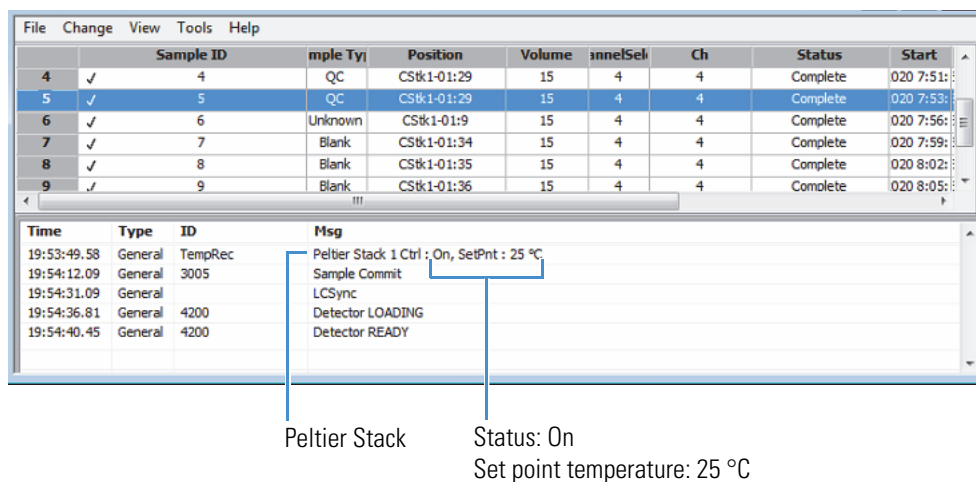 File Change View Tools Help
Sample ID mple Ty Position Volume annelSel Ch Status Start
4 ✓ 4 QC CStk1-01:29 15 4 4 Complete 020 7:51:
5 ✓ 5 QC CStk1-01:29 15 4 4 Complete 020 7:53:
6 ✓ 6 Unknown CStk1-01:9 15 4 4 Complete 020 7:56:
7 ✓ 7 Blank CStk1-01:34 15 4 4 Complete 020 7:59:
8 ✓ 8 Blank CStk1-01:35 15 4 4 Complete 020 8:02:
9 ✓ 9 Blank CStk1-01:36 15 4 4 Complete 020 8:05:
Time Type ID Msg
19:53:49.58 General TempRec Peltier Stack 1 Ctrl : On, SetPnt : 25 °C
19:54:12.09 General 3005 Sample Commit
19:54:31.09 General LCSync
19:54:36.81 General 4200 Detector LOADING
19:54:40.45 General 4200 Detector READY
Peltier Stack
Status: On
Set point temperature: 25 °C